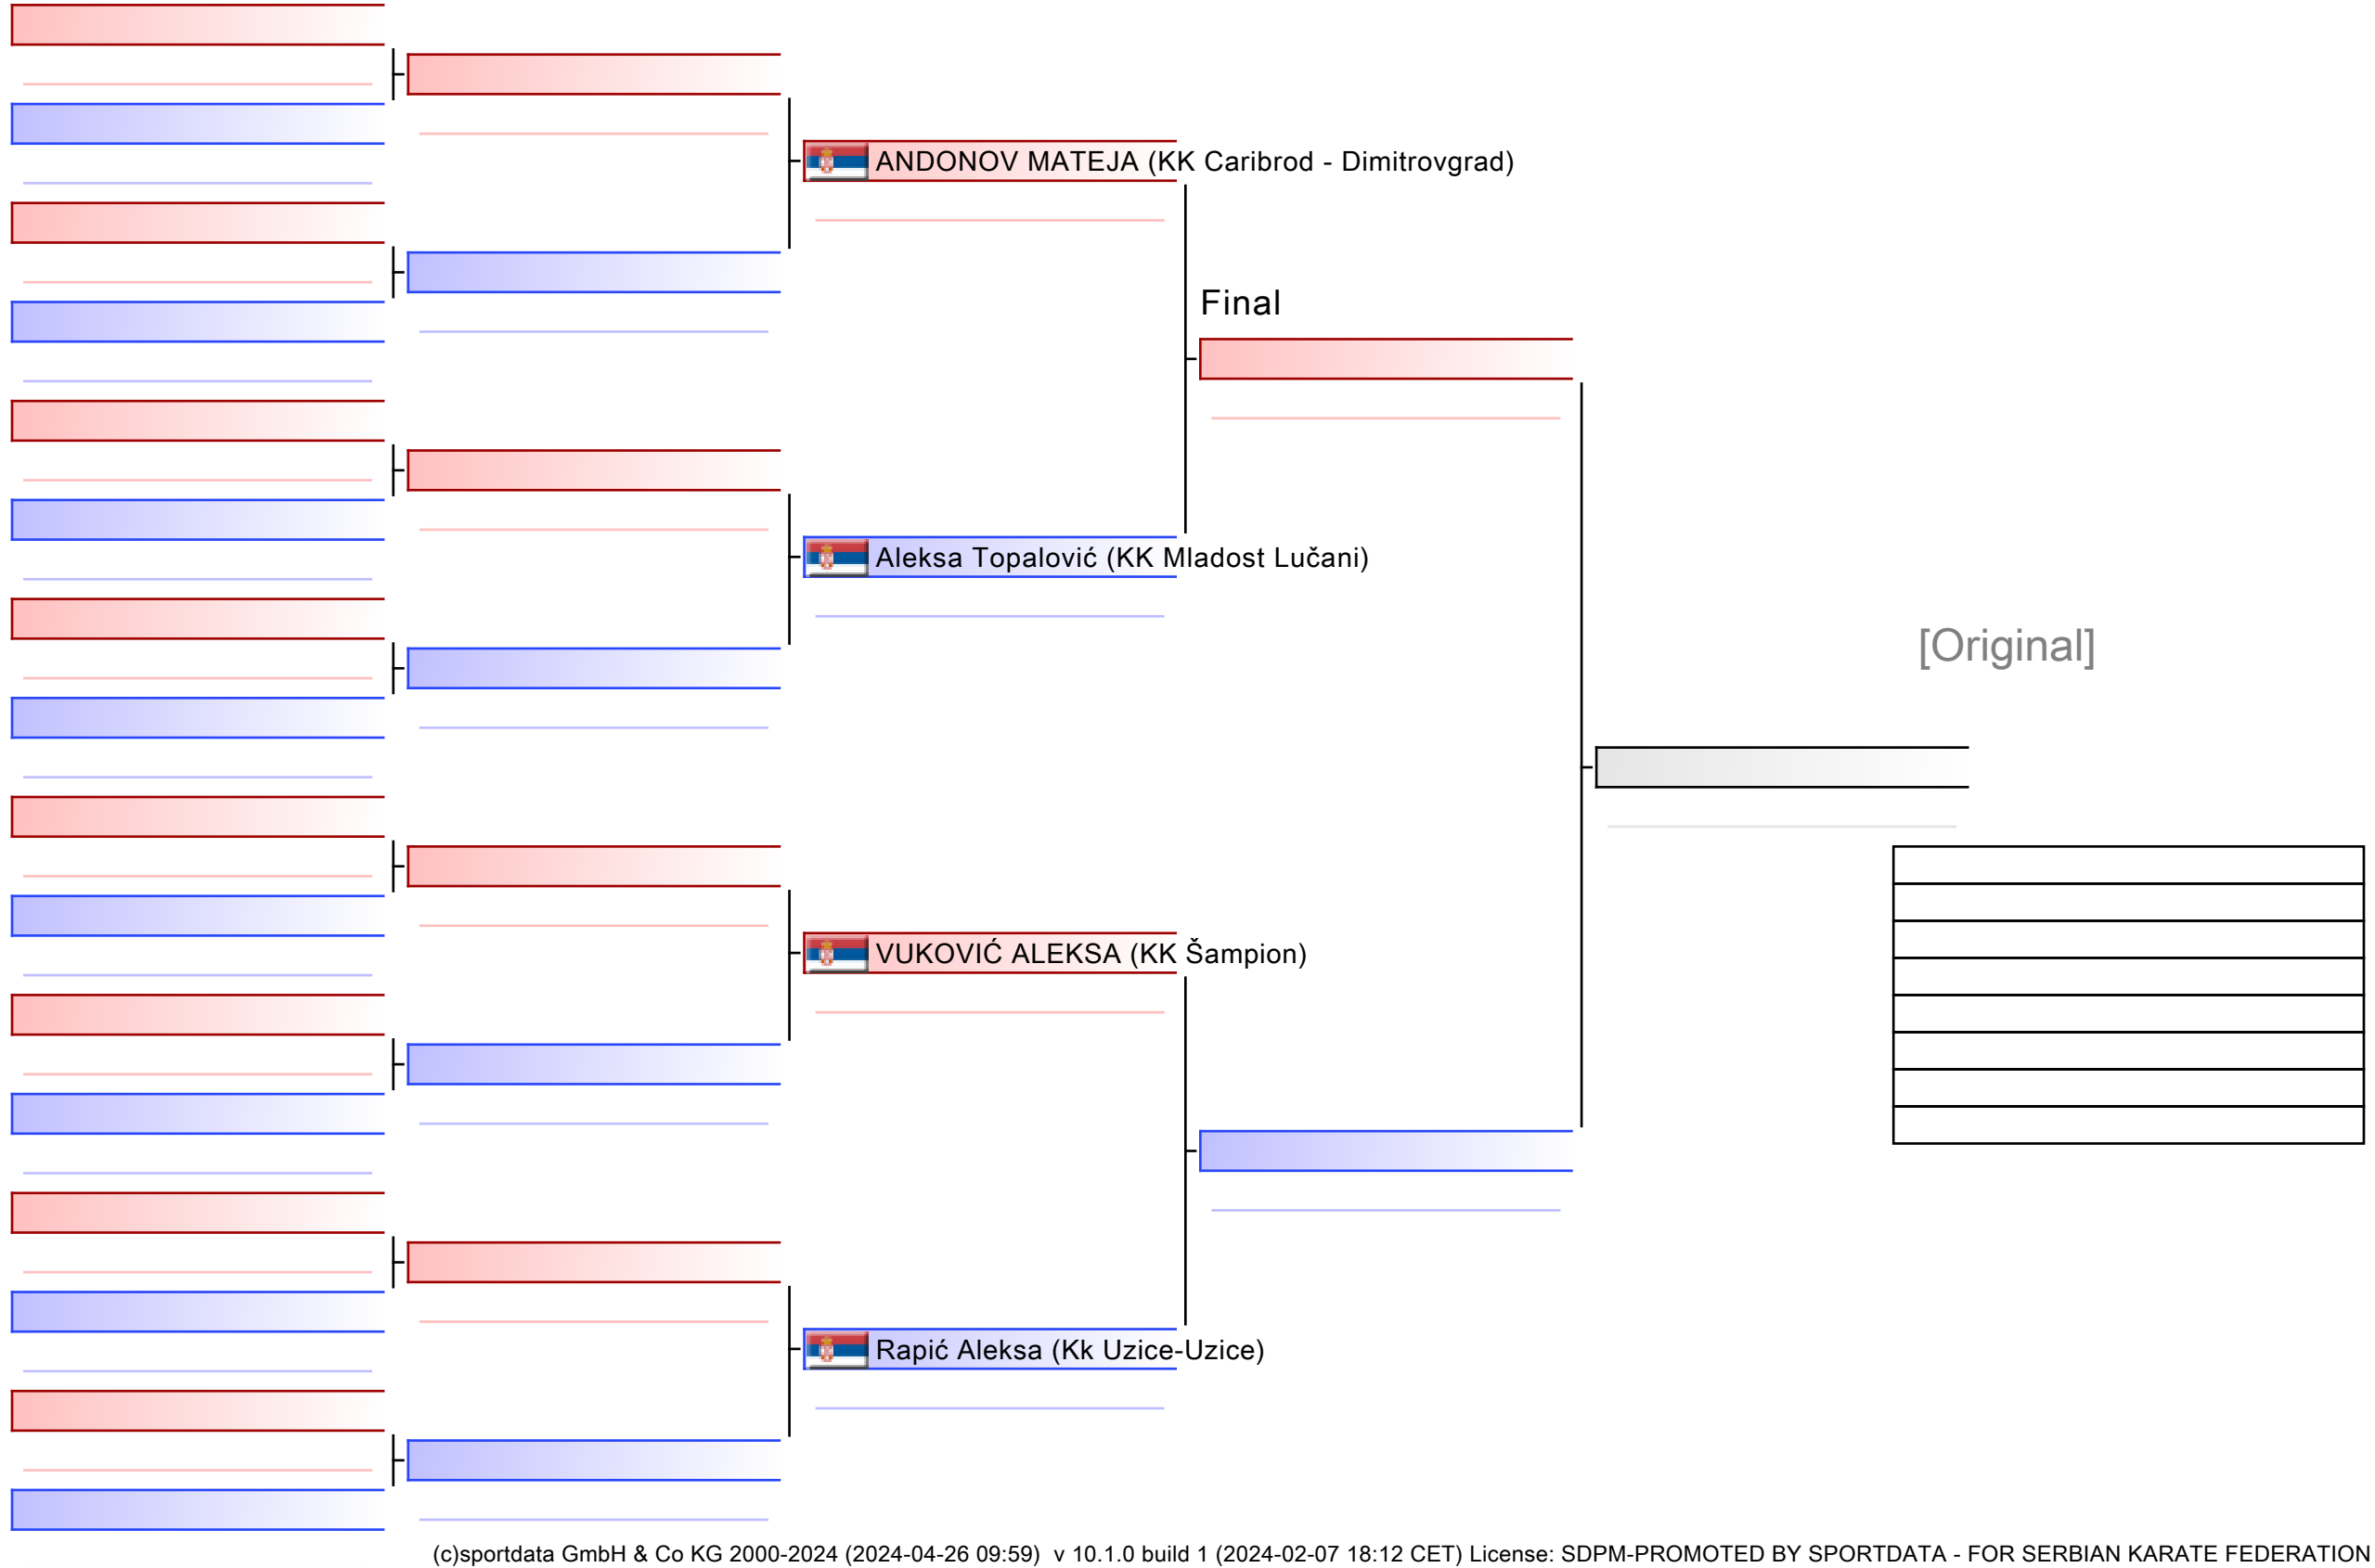 ANDONOV MATEJA (KK Caribrod - Dimitrovgrad)
Final
Aleksa Topalović (KK Mladost Lučani)
[Original]
VUKOVIĆ ALEKSA (KK Šampion)
Rapić Aleksa (Kk Uzice-Uzice)
(c)sportdata GmbH & Co KG 2000-2024 (2024-04-26 09:59)  v 10.1.0 build 1 (2024-02-07 18:12 CET) License: SDPM-PROMOTED BY SPORTDATA - FOR SERBIAN KARATE FEDERATION